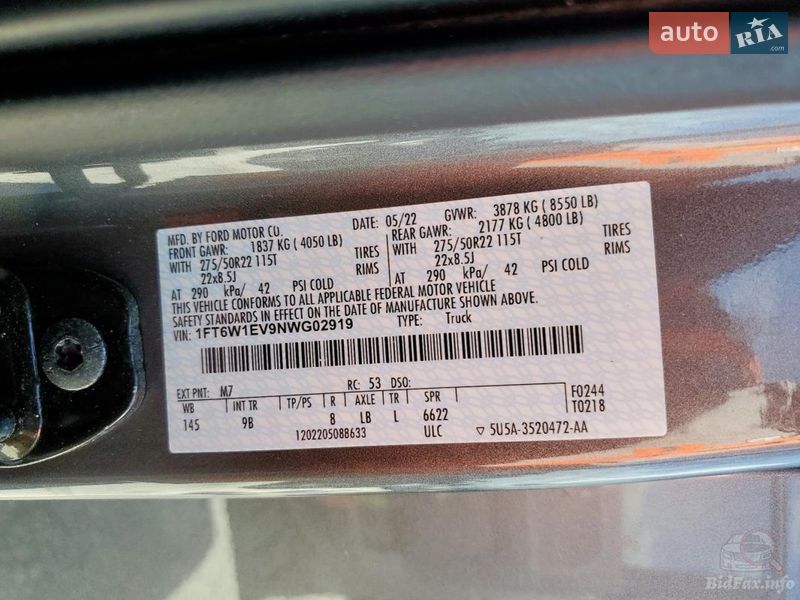 auto RIA
.com
MFD. BY FORD MOTOR CO. DATE: 05/22 GVWR: 3878 KG ( 8550 LB)
FRONT GAWR: 1837 KG ( 4050 LB) REAR GAWR: 2177 KG ( 4800 LB)
WITH 275/50R22 115T TIRES WITH 275/50R22 115T TIRES
22x8.5J RIMS 22x8.5J RIMS
AT 290 kPa/ 42 PSI COLD AT 290 kPa/ 42 PSI COLD
THIS VEHICLE CONFORMS TO ALL APPLICABLE FEDERAL MOTOR VEHICLE
SAFETY STANDARDS IN EFFECT ON THE DATE OF MANUFACTURE SHOWN ABOVE.
VIN: 1FT6W1EV9NWG02919 TYPE: Truck
EXT PNT: M7 RC: 53 DSO: F0244
WB INT TR TP/PS R AXLE TR SPR T0218
145 9B 8 LB L 6622
1202205088633 ULC ▽ 5U5A-3520472-AA
BidFax.info